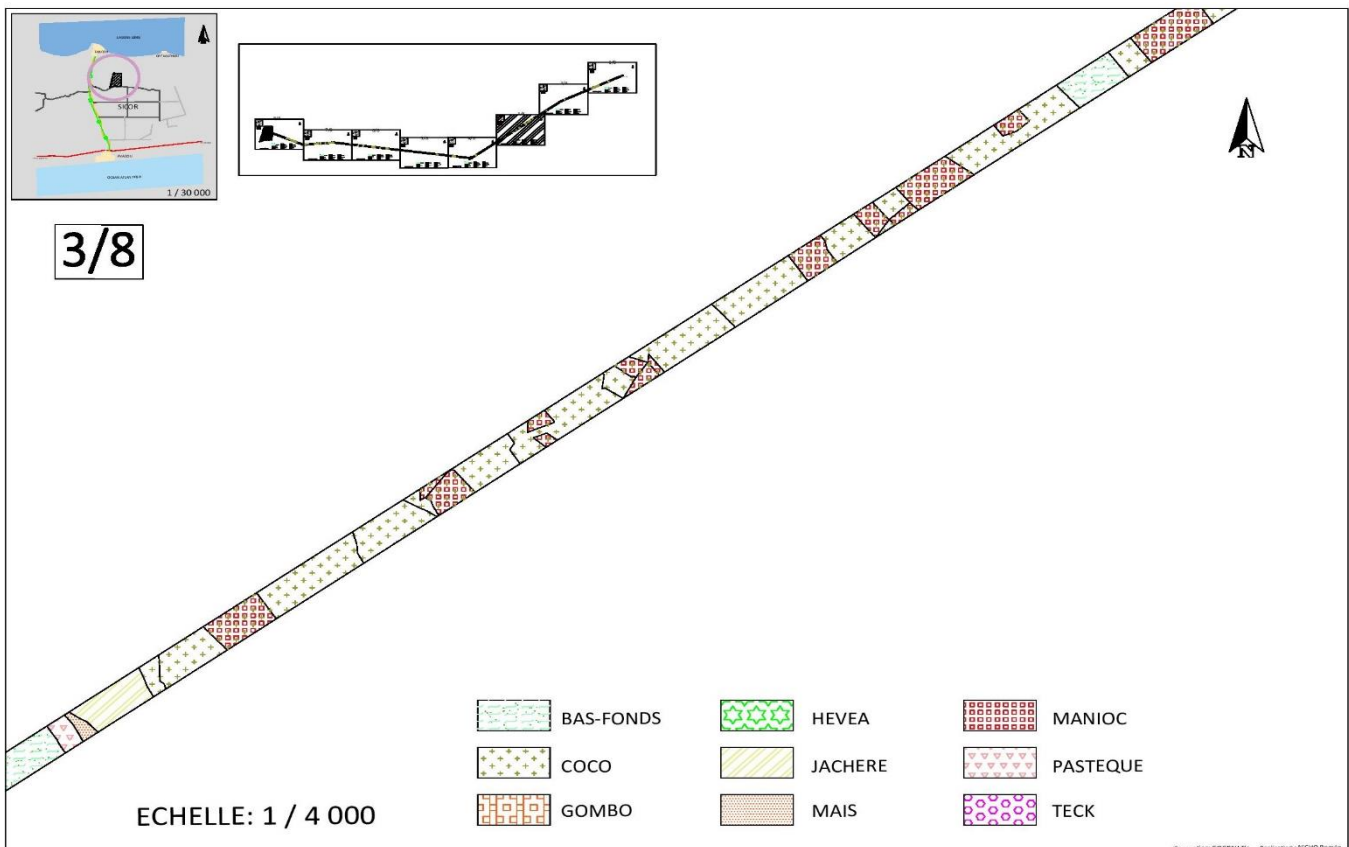 1 / 30 000
3/8
N
BAS-FONDS
HEVEA
MANIOC
COCO
JACHERE
PASTEQUE
GOMBO
MAIS
TECK
ECHELLE: 1 / 4 000